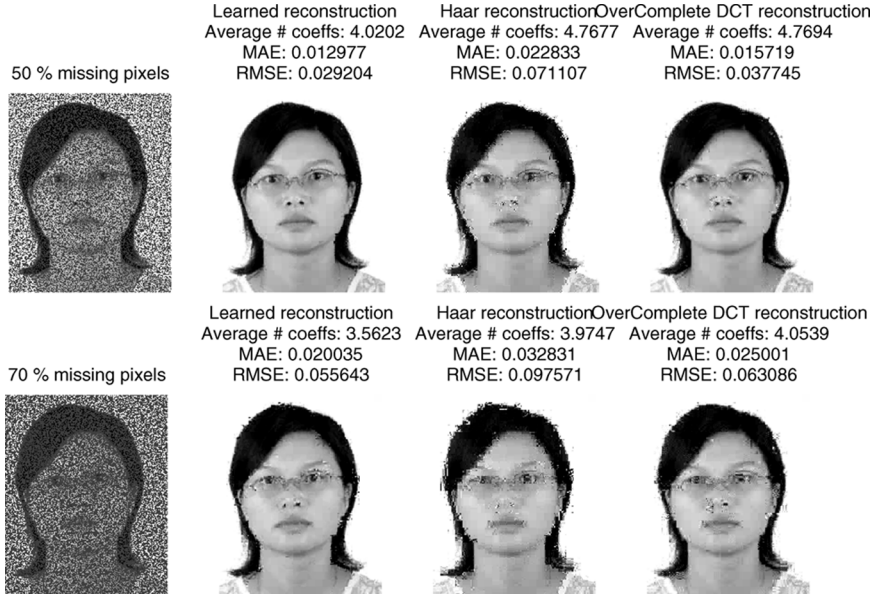 Learned reconstruction
Average # coeffs: 4.0202
MAE: 0.012977
RMSE: 0.029204
Haar reconstruction
Average # coeffs: 4.7677
MAE: 0.022833
RMSE: 0.071107
OverComplete DCT reconstruction
Average # coeffs: 4.7694
MAE: 0.015719
RMSE: 0.037745
50 % missing pixels
Learned reconstruction
Average # coeffs: 3.5623
MAE: 0.020035
RMSE: 0.055643
Haar reconstruction
Average # coeffs: 3.9747
MAE: 0.032831
RMSE: 0.097571
OverComplete DCT reconstruction
Average # coeffs: 4.0539
MAE: 0.025001
RMSE: 0.063086
70 % missing pixels